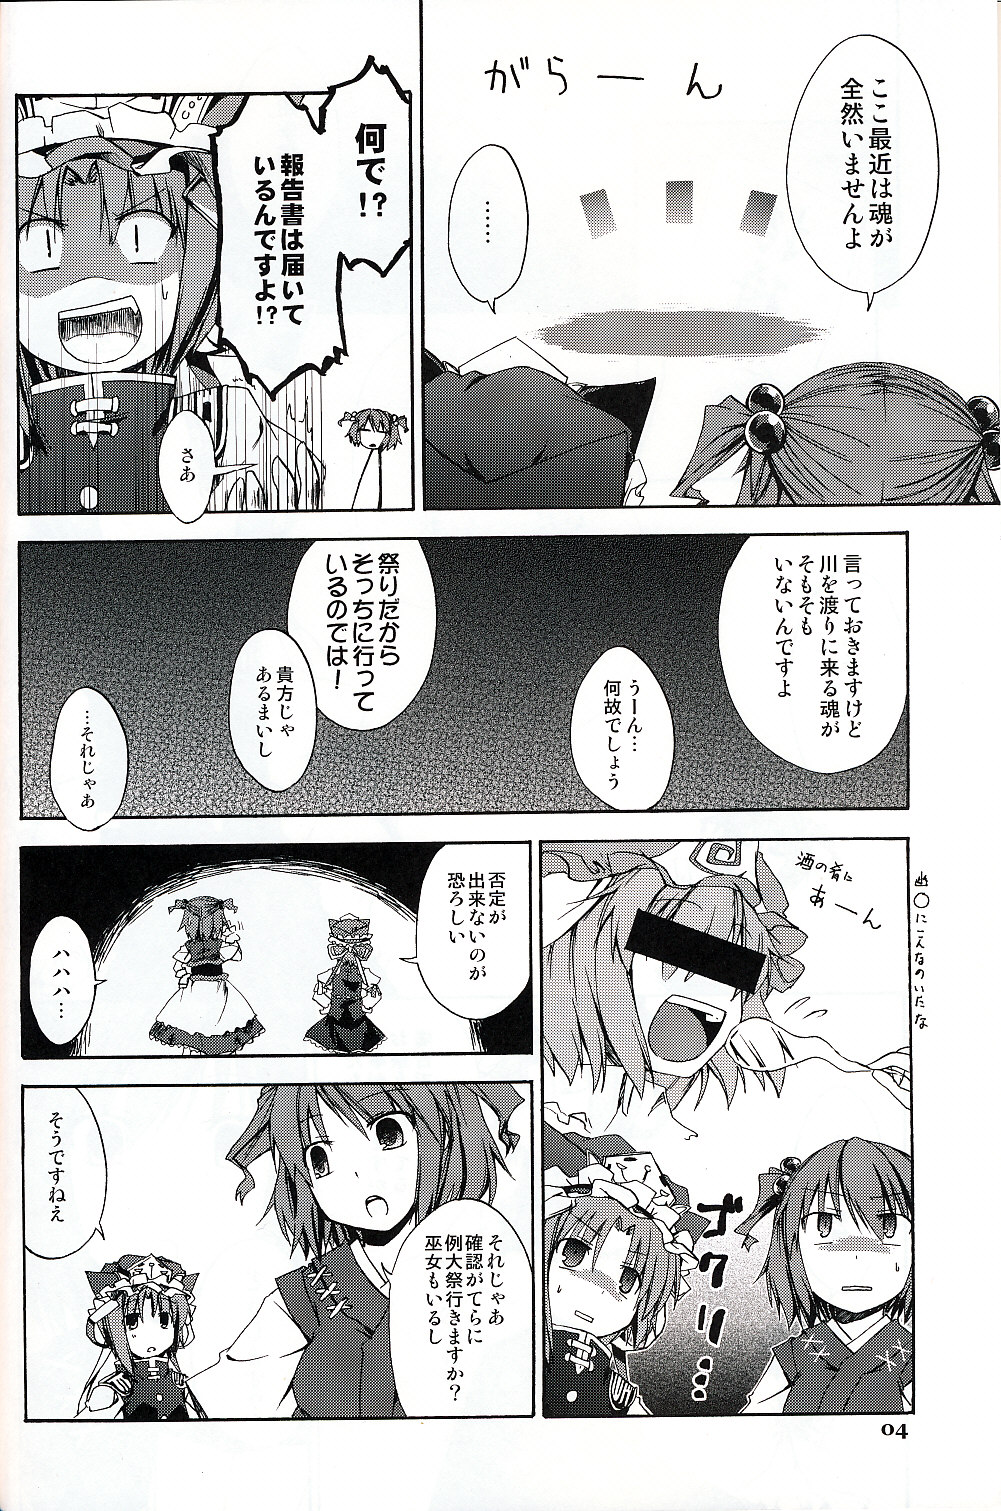 ここ最近は魂が
全然いませんよ
がらーん
……
何で!?
報告書は届いて
いるんですよ!?
さあ
言っておきますけど
川を渡りに来る魂が
そもそも
いないんですよ
うーん…
何故でしょう
祭りだから
そっちに行って
いるのでは！
貴方じゃ
あるまいし
…それじゃあ
酒の肴に
あーん
幽〇にこんなのいたな
ゴクリ…
否定が
出来ないのが
恐ろしい
ハハハ…
それじゃあ
確認がてらに
例大祭行きますか？
巫女もいるし
そうですねえ
04